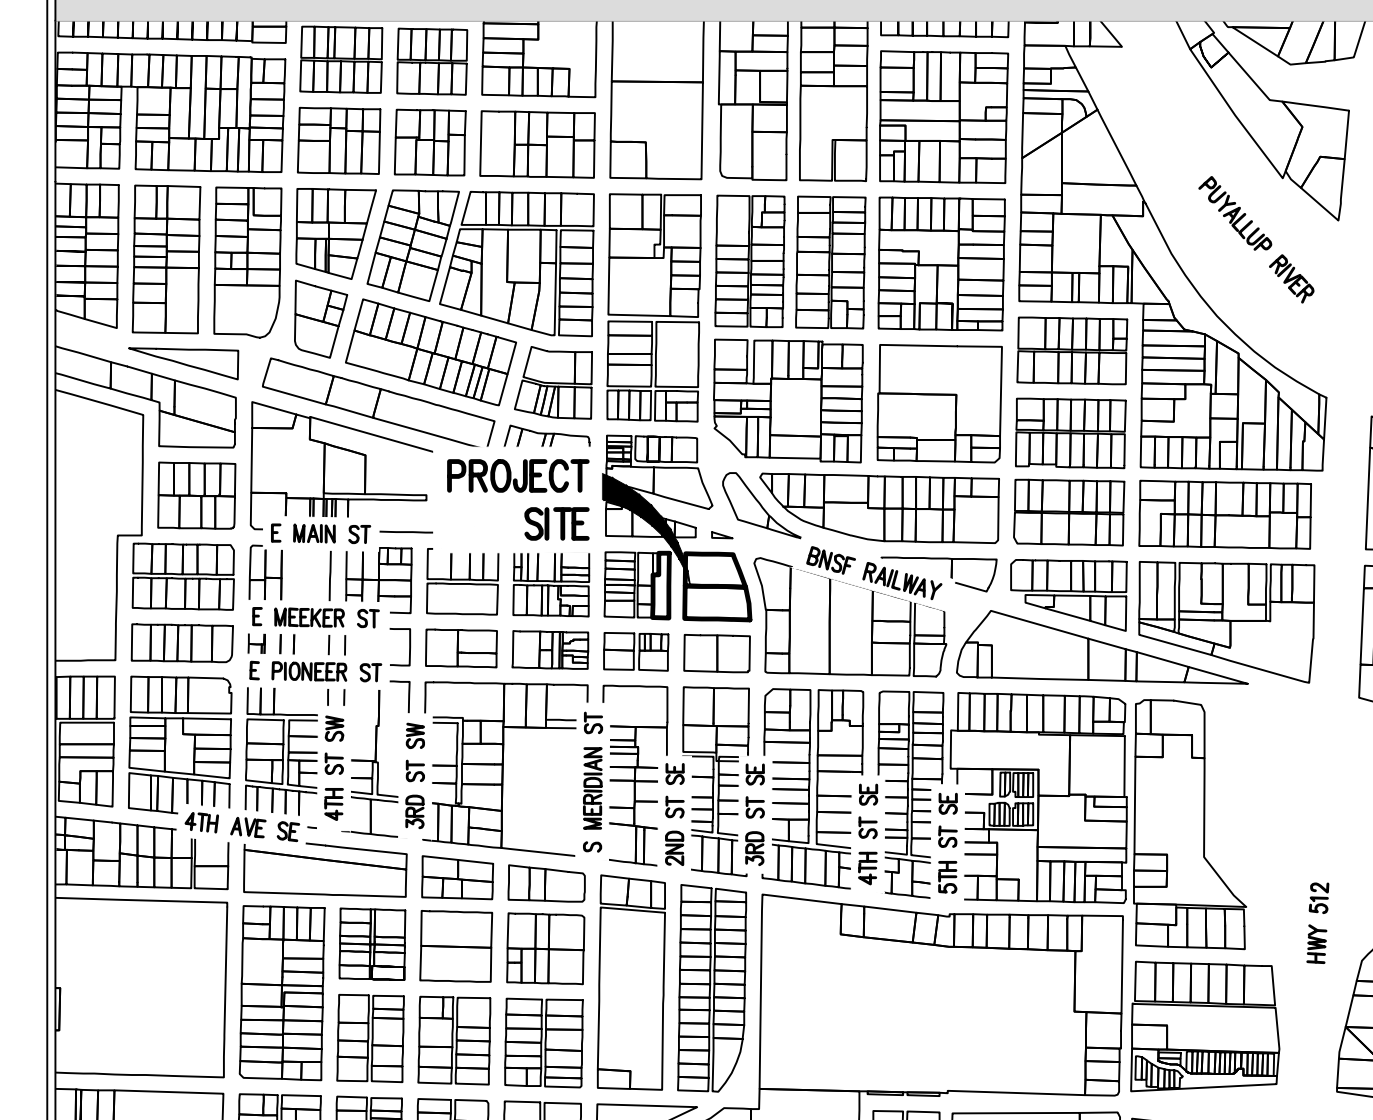 PUYALLUP RIVER
PROJECT
SITE
E MAIN ST
BNSF RAILWAY
E MEEKER ST
E PIONEER ST
4TH ST SW
3RD ST SW
S MERIDIAN ST
2ND ST SE
3RD ST SE
4TH ST SE
5TH ST SE
4TH AVE SE
HWY 512